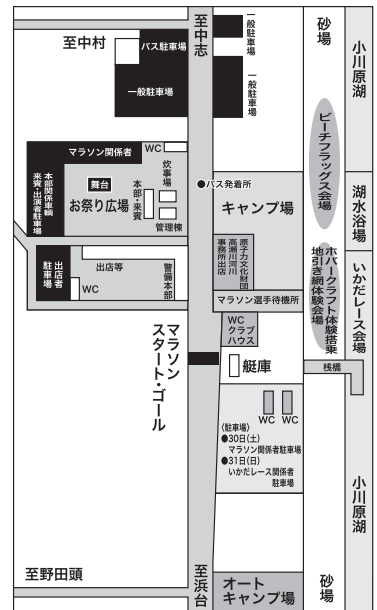 至中志
一般駐車場
砂場
小川原湖
至中村
バス駐車場
一般駐車場
一般駐車場
ビーチフラッグス会場
マラソン関係者
WC
炊事場
●バス発着所
本部関係車輌
来賓・出演者駐車場
舞台
お祭り広場
本部・来賓
管理棟
キャンプ場
湖水浴場
出店者
駐車場
出店等
WC
警備本部
原子力文化財団
高瀬川河川
事務所出店
ホバークラフト体験搭乗
地引き網体験会場
いかだレース会場
マラソン選手待機所
WC
クラブ
ハウス
マラソン
スタート・ゴール
艇庫
桟橋
WC
WC
〈駐車場〉
●30日(土)
マラソン関係者駐車場
●31日(日)
いかだレース関係者
駐車場
小川原湖
至野田頭
至浜台
オート
キャンプ場
砂場